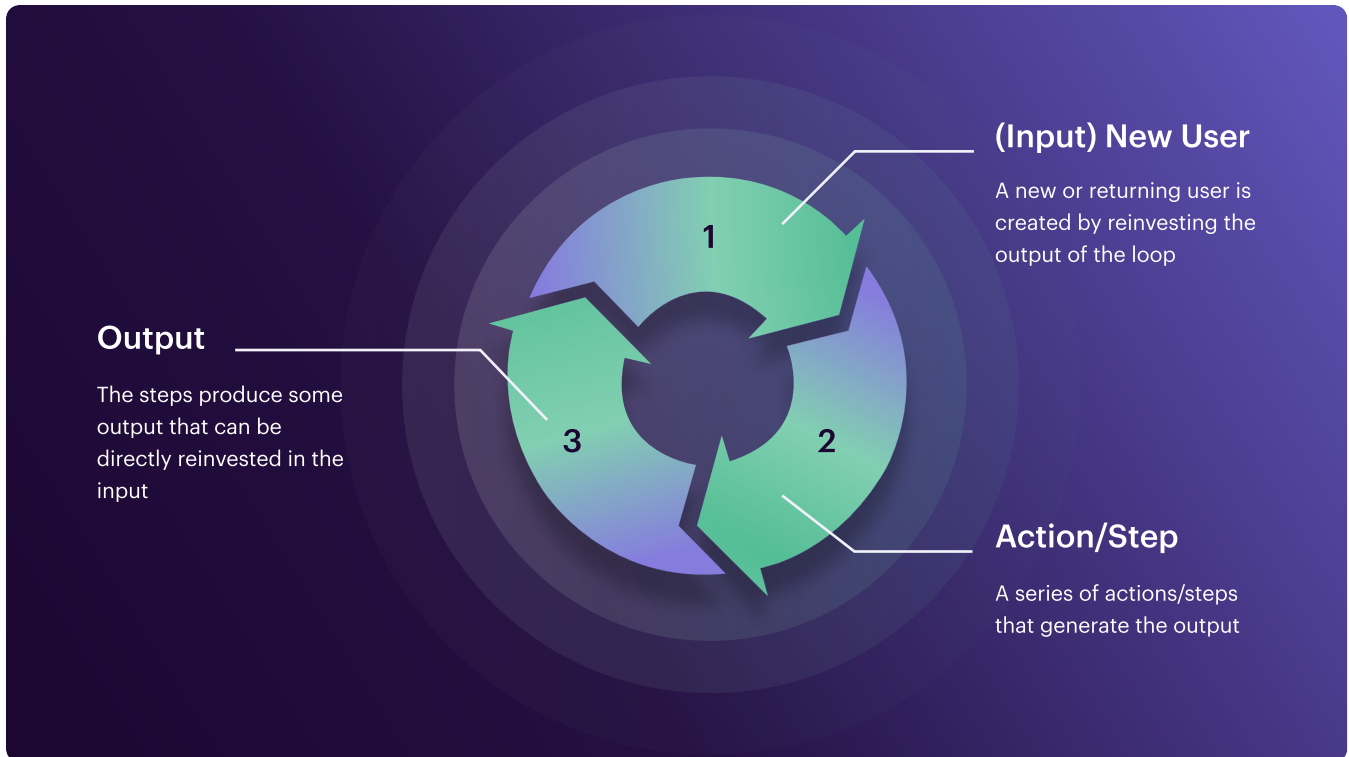 (Input) New User
A new or returning user is
created by reinvesting the
output of the loop
1
Output
The steps produce some
output that can be
directly reinvested in the
input
3
2
Action/Step
A series of actions/steps
that generate the output